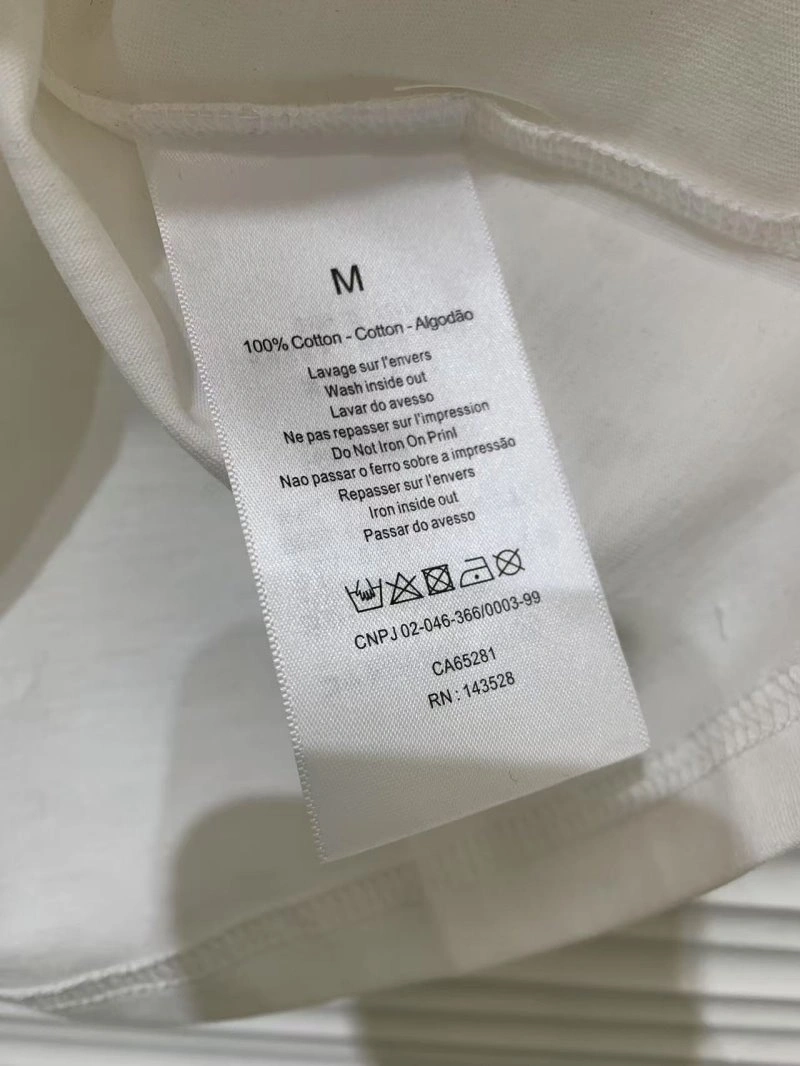 M
100% Cotton - Cotton - Algodão
Lavage sur l'envers
Wash inside out
Lavar do avesso
Ne pas repasser sur l'impression
Do Not Iron On Print
Nao passar o ferro sobre a impressão
Repasser sur l'envers
Iron inside out
Passar do avesso
CNPJ 02-046-366/0003-99
CA65281
RN : 143528